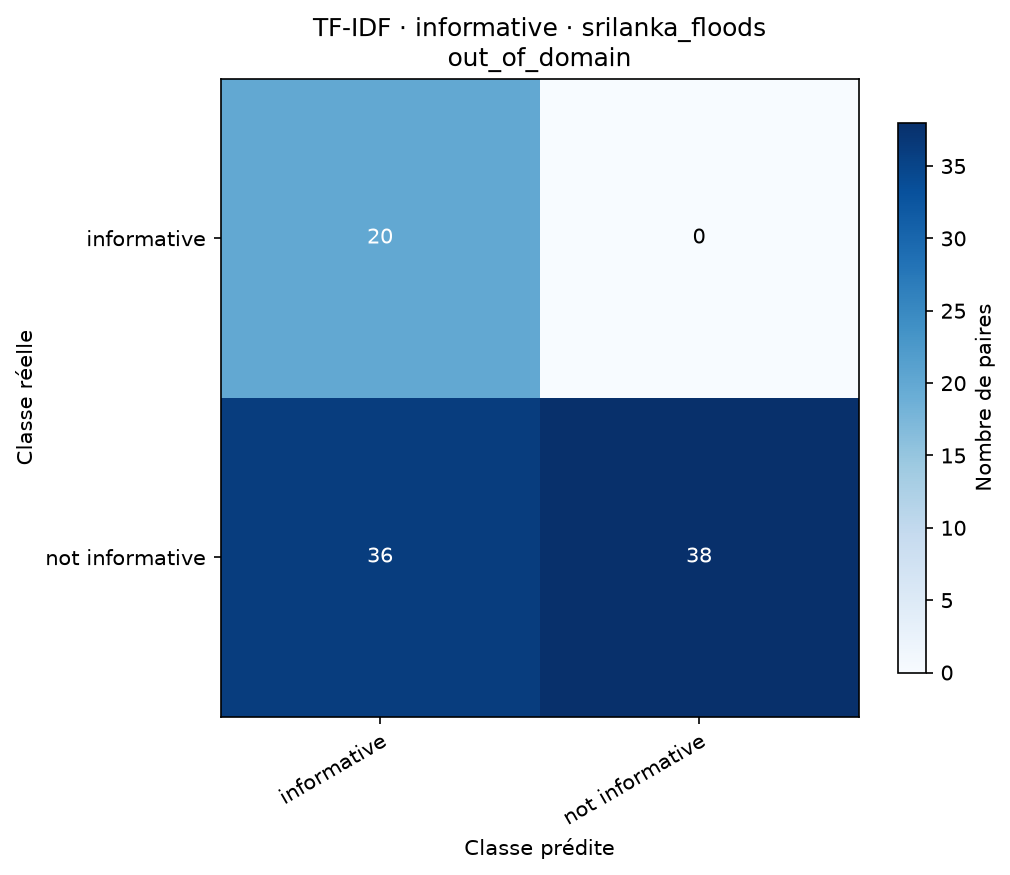 TF-IDF · informative · srilanka_floods
out_of_domain
informative
20
0
not informative
36
38
informative
not informative
Classe prédite
Classe réelle
35
30
25
20
15
10
5
0
Nombre de paires